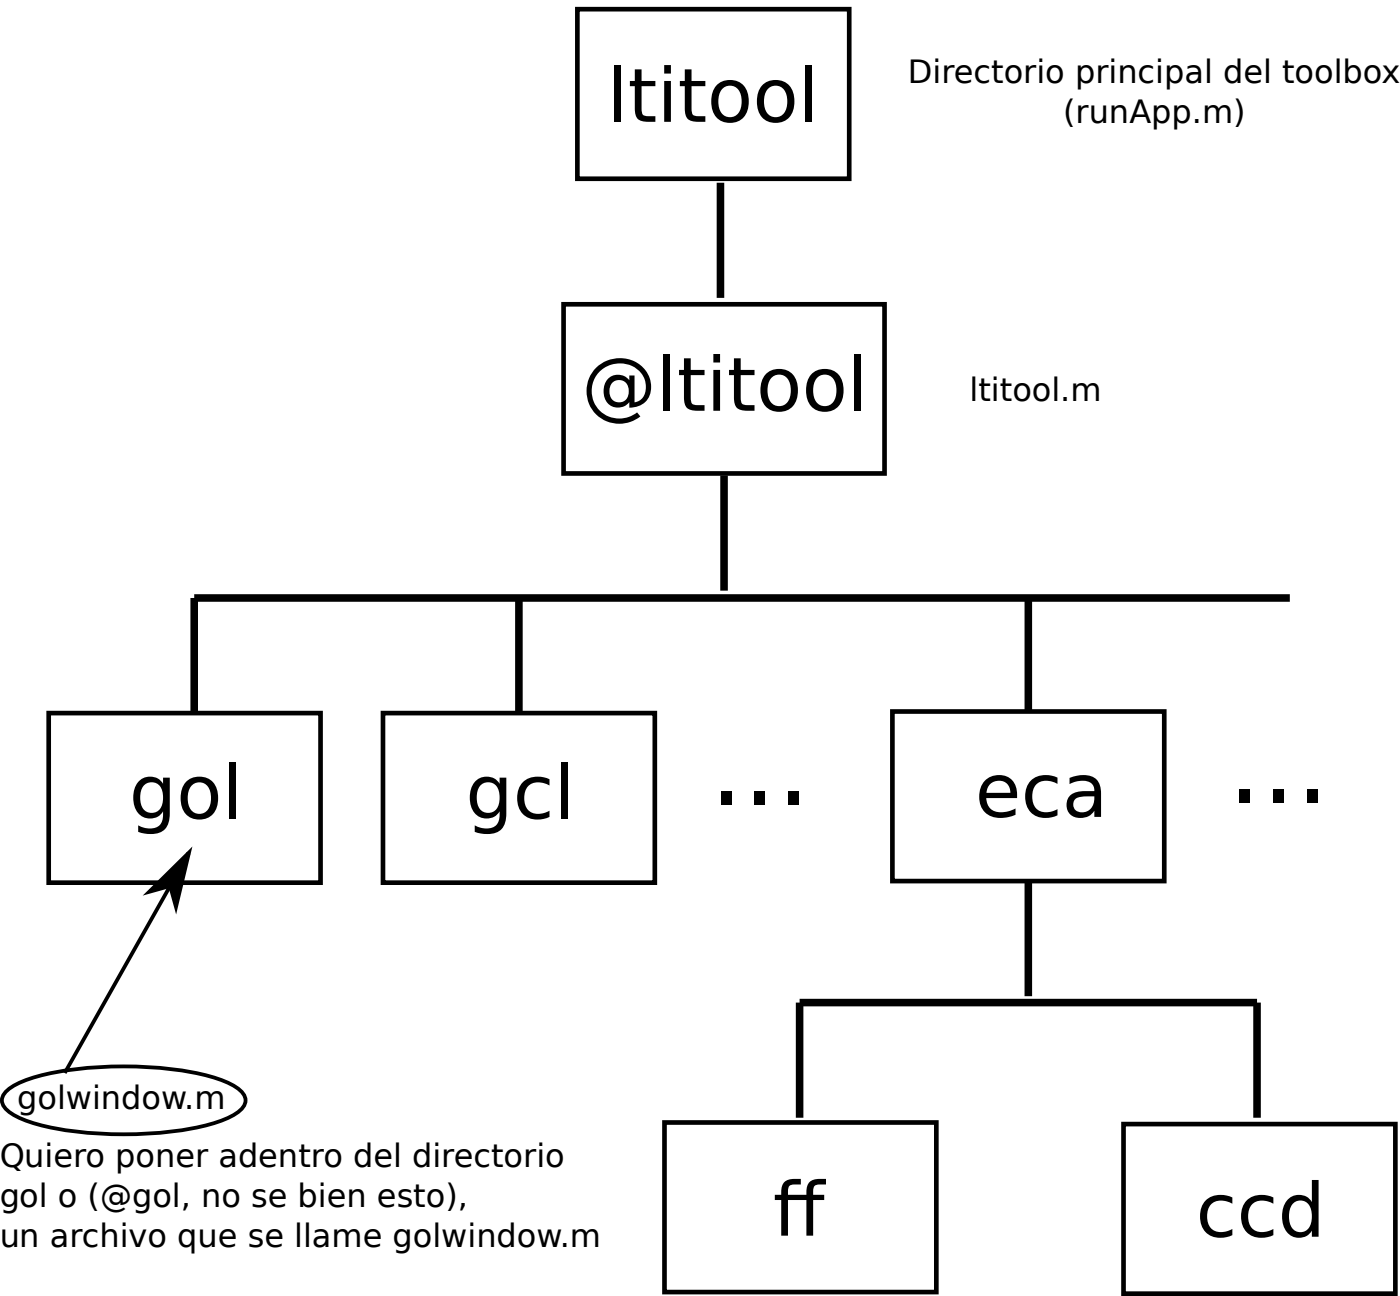 ltitool
Directorio principal del toolbox
(runApp.m)
@ltitool
ltitool.m
gol
gcl
...
eca
...
golwindow.m
Quiero poner adentro del directorio
gol o (@gol, no se bien esto),
un archivo que se llame golwindow.m
ff
ccd